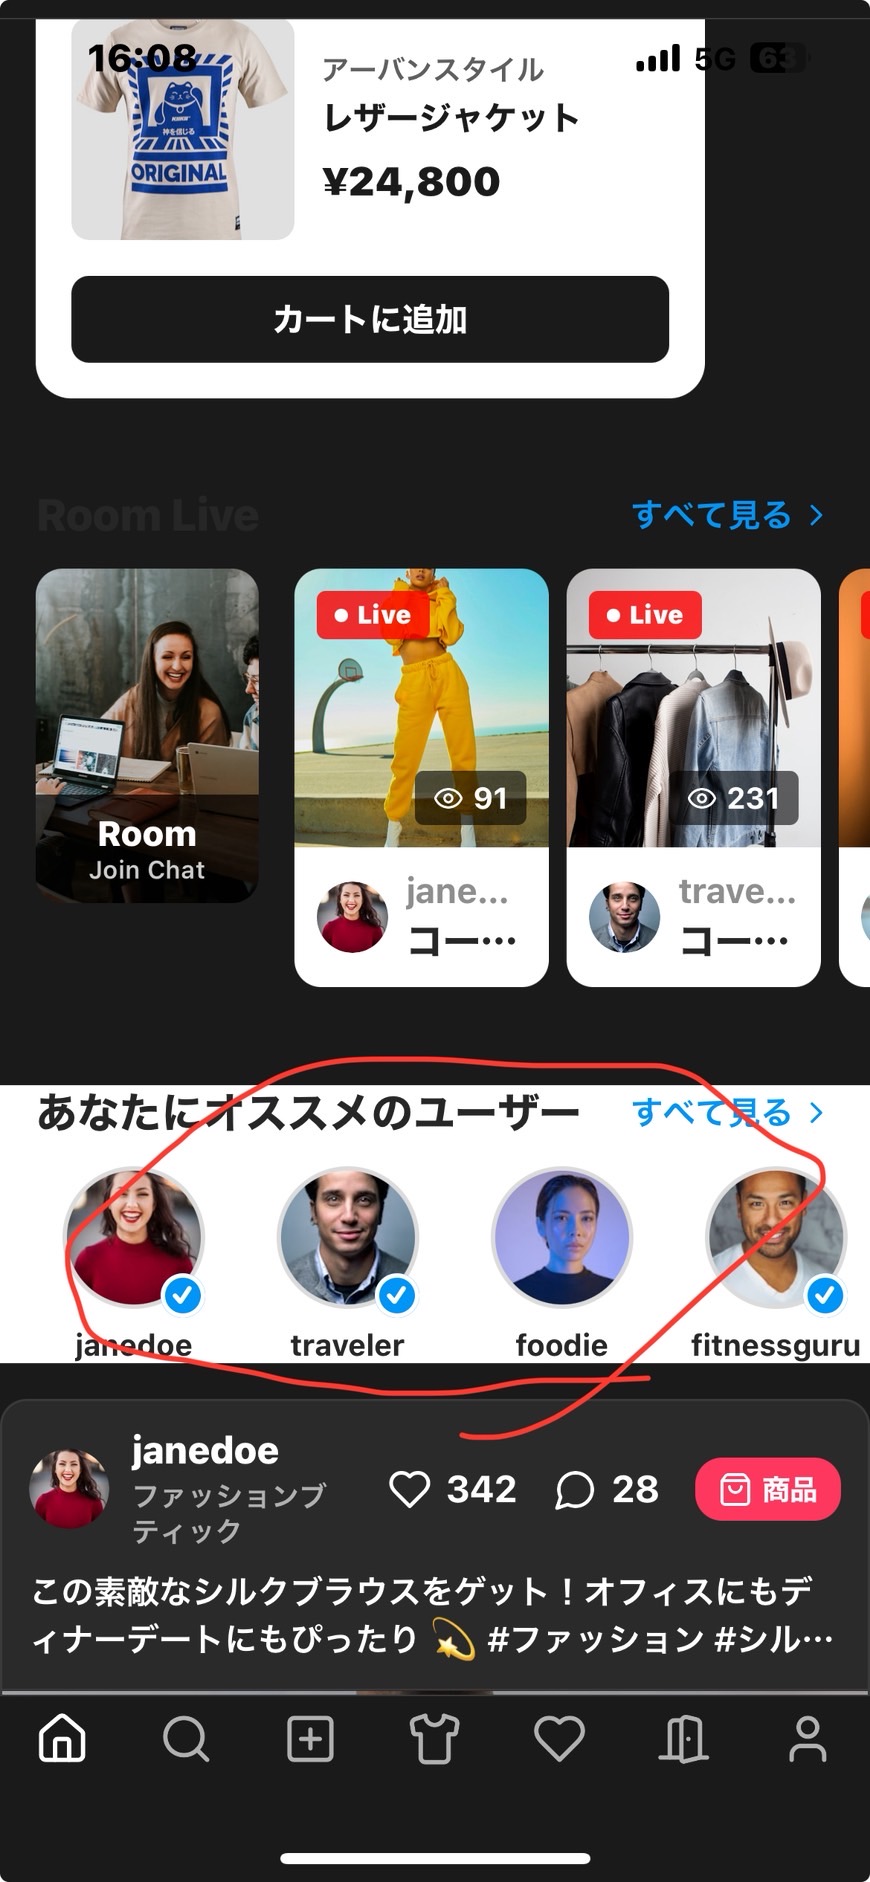 16:08
5G 63
神を信じる
ORIGINAL
アーバンスタイル
レザージャケット
¥24,800
カートに追加
Room Live
すべて見る
Live
Live
91
231
Room
Join Chat
jane...
コー…
trave...
コー…
あなたにオススメのユーザー
すべて見る
janedoe
traveler
foodie
fitnessguru
janedoe
ファッションブ
ティック
342
28
商品
この素敵なシルクブラウスをゲット！オフィスにもデ
ィナーデートにもぴったり 💫 #ファッション #シル…